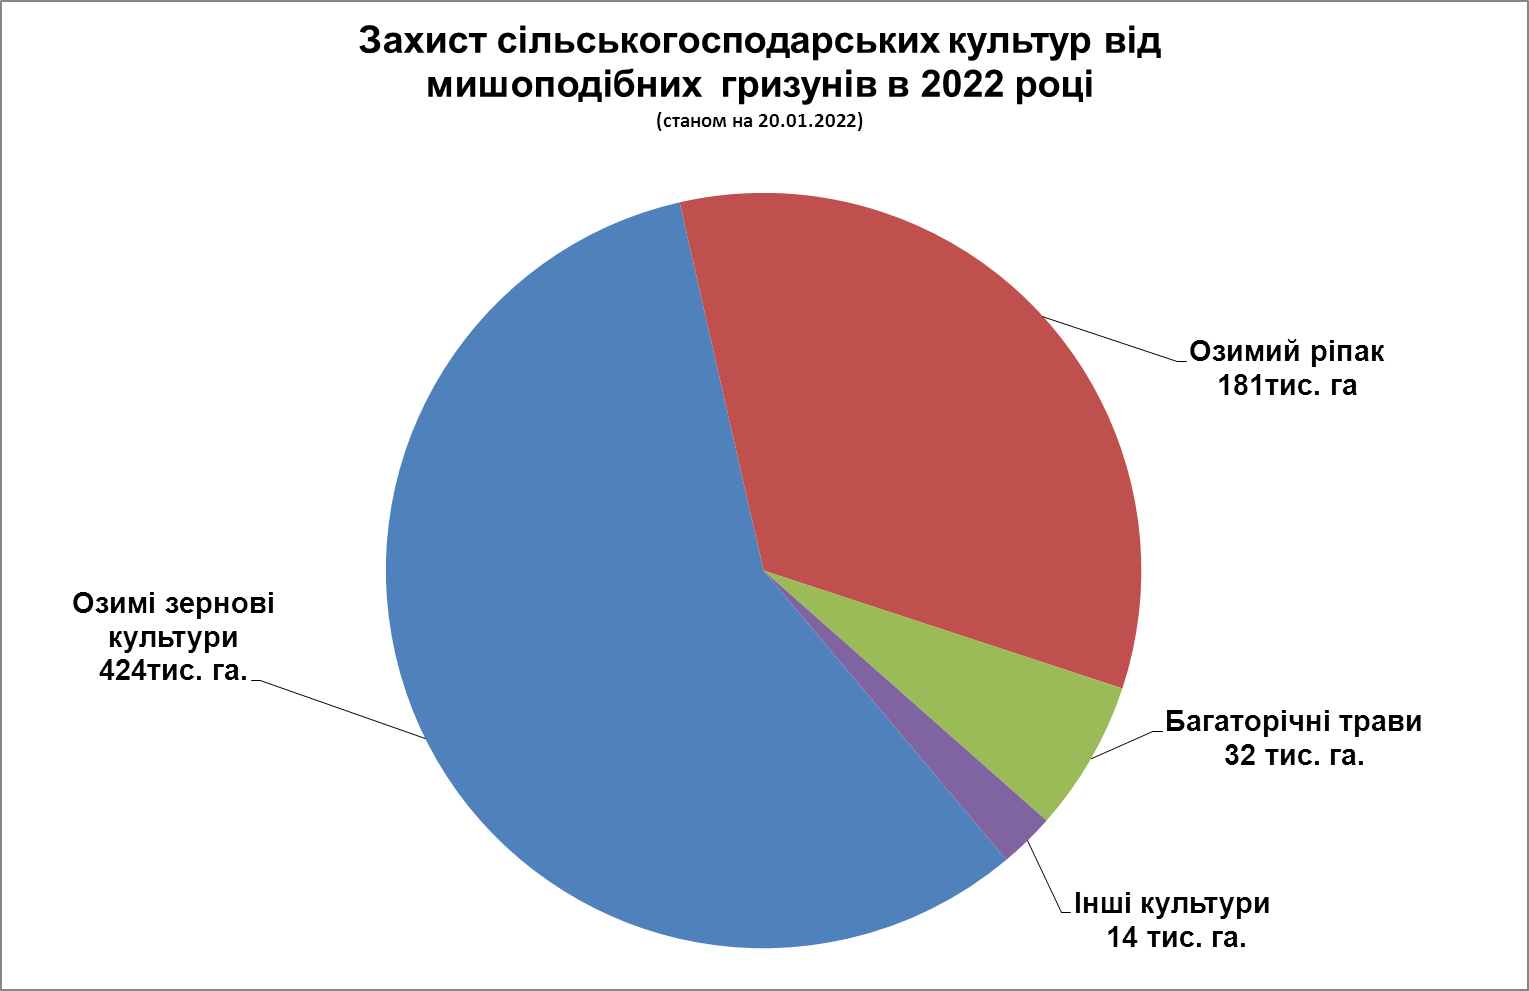 Захист сільськогосподарських культур від
мишоподібних гризунів в 2022 році
(станом на 20.01.2022)
Озимий ріпак
181тис. га
Озимі зернові
культури
424тис. га.
Багаторічні трави
32 тис. га.
Інші культури
14 тис. га.